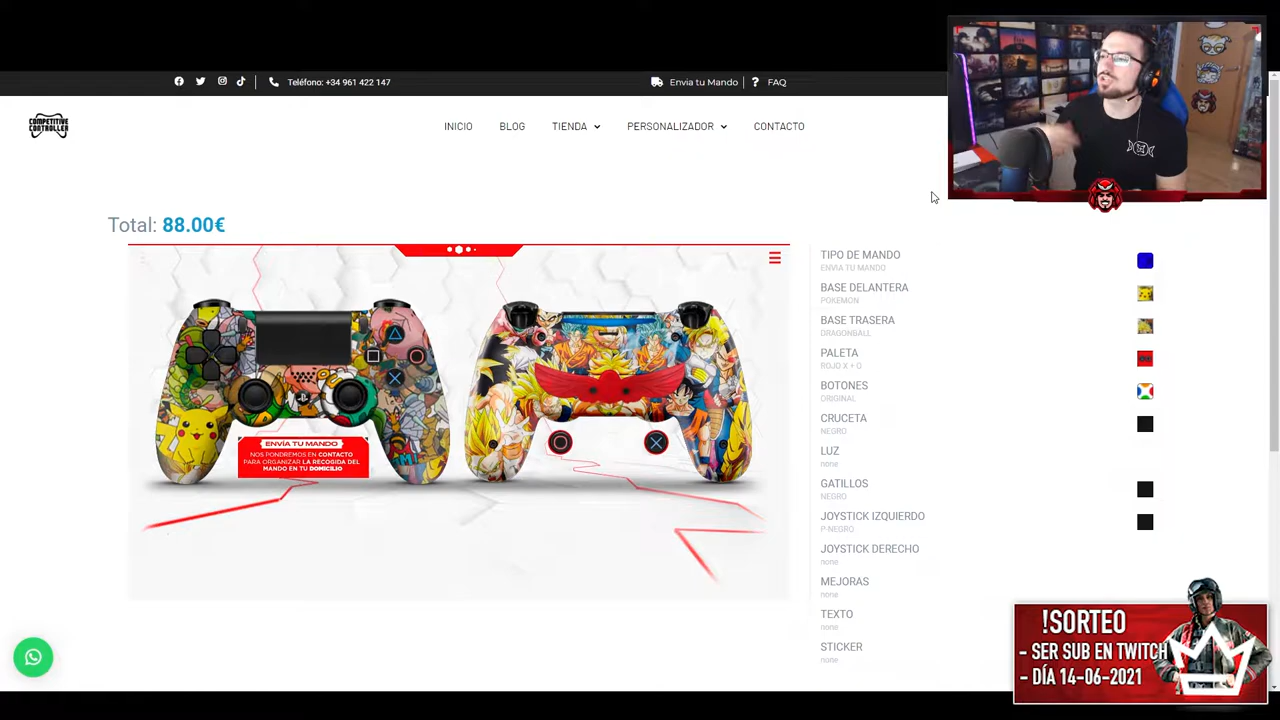 Teléfono: +34 961 422 147
Envia tu Mando
? FAQ
COMPETITIVE
CONTROLLER
INICIO
BLOG
TIENDA
PERSONALIZADOR
CONTACTO
Total: 88.00€
ENVÍA TU MANDO
NOS PONDREMOS EN CONTACTO
PARA ORGANIZAR LA RECOGIDA DEL
MANDO EN TU DOMICILIO
TIPO DE MANDO
ENVIA TU MANDO
BASE DELANTERA
POKEMON
BASE TRASERA
DRAGONBALL
PALETA
ROJO X + O
BOTONES
ORIGINAL
CRUCETA
NEGRO
LUZ
none
GATILLOS
NEGRO
JOYSTICK IZQUIERDO
P-NEGRO
JOYSTICK DERECHO
none
MEJORAS
none
TEXTO
none
STICKER
none
!SORTEO
- SER SUB EN TWITCH
- DÍA 14-06-2021